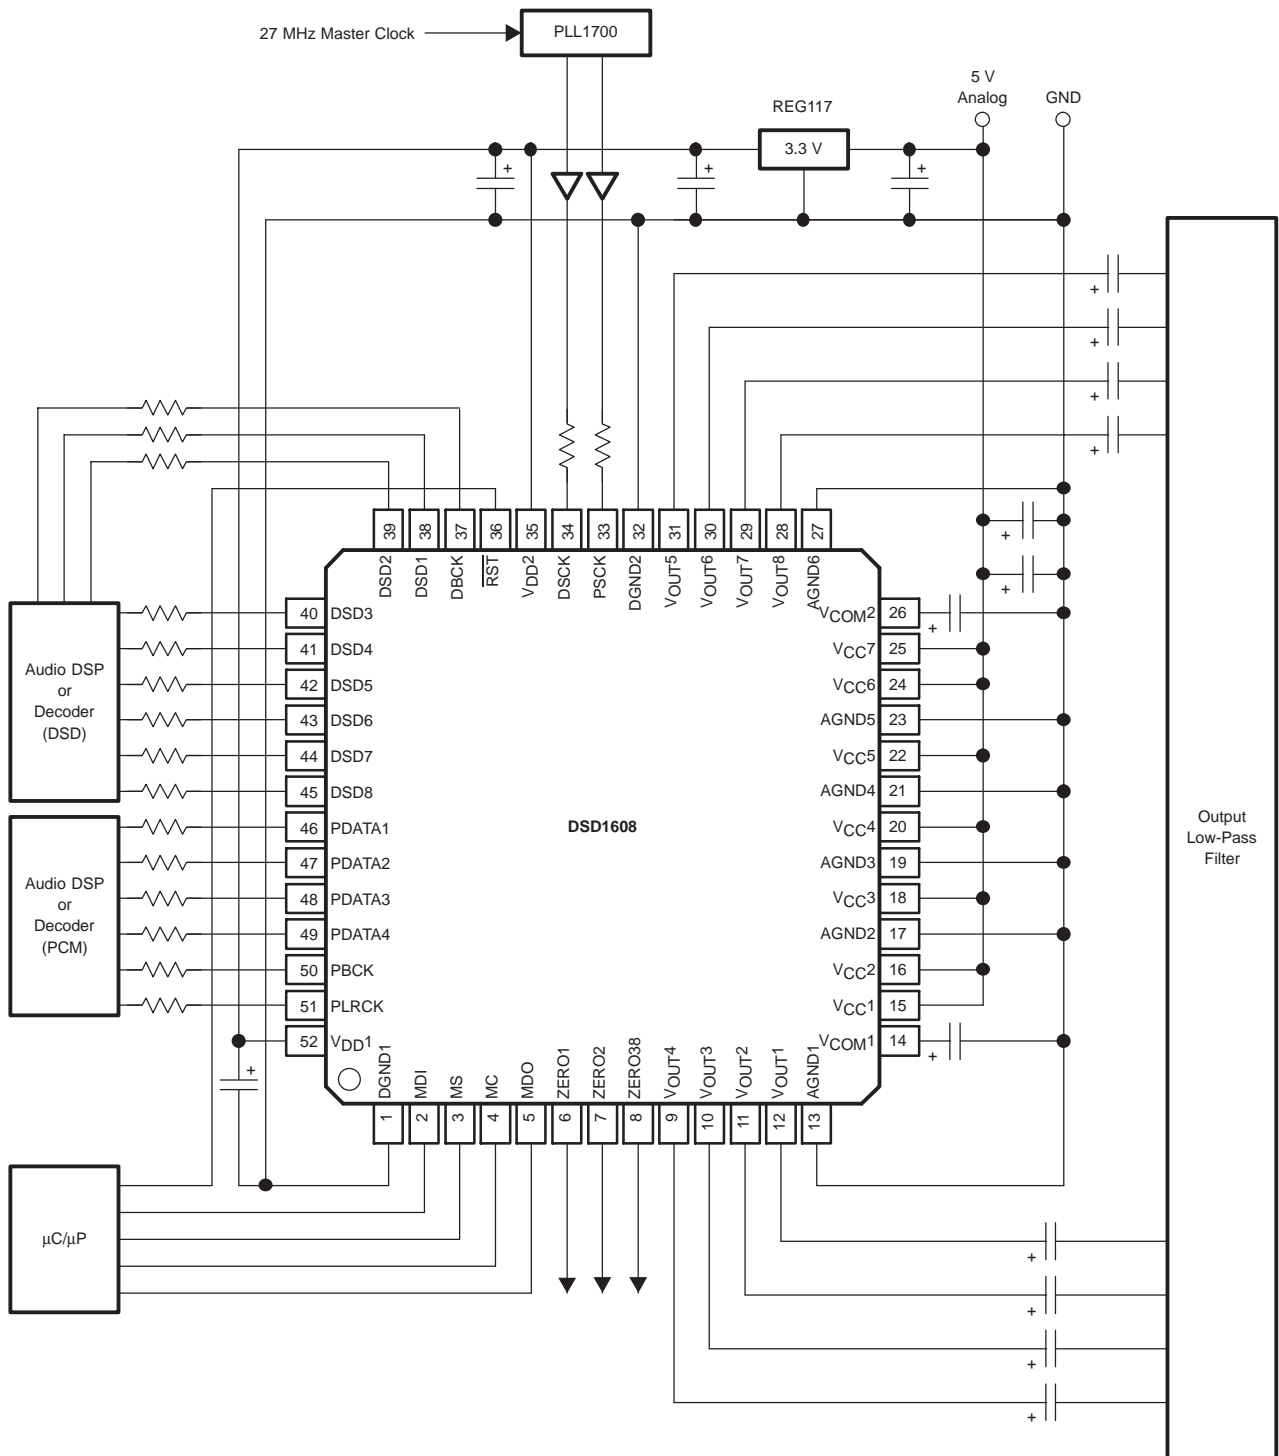 27 MHz Master Clock
PLL1700
5 V
Analog
GND
REG117
3.3 V
+
+
+
+
+
+
+
39
38
37
36
35
34
33
32
31
30
29
28
27
DSD2
DSD1
DBCK
RST
VDD2
DSCK
PSCK
DGND2
VOUT5
VOUT6
VOUT7
VOUT8
AGND6
+
+
Audio DSP
or
Decoder
(DSD)
40 DSD3
41 DSD4
42 DSD5
43 DSD6
44 DSD7
45 DSD8
Audio DSP
or
Decoder
(PCM)
46 PDATA1
47 PDATA2
48 PDATA3
49 PDATA4
50 PBCK
51 PLRCK
52 VDD1
+
DSD1608
VCOM2 26
+
VCC7 25
VCC6 24
AGND5 23
VCC5 22
AGND4 21
VCC4 20
AGND3 19
VCC3 18
AGND2 17
VCC2 16
VCC1 15
VCOM1 14
+
Output
Low-Pass
Filter
DGND1
MDI
MS
MC
MDO
ZERO1
ZERO2
ZERO38
VOUT4
VOUT3
VOUT2
VOUT1
AGND1
1
2
3
4
5
6
7
8
9
10
11
12
13
μC/μP
+
+
+
+